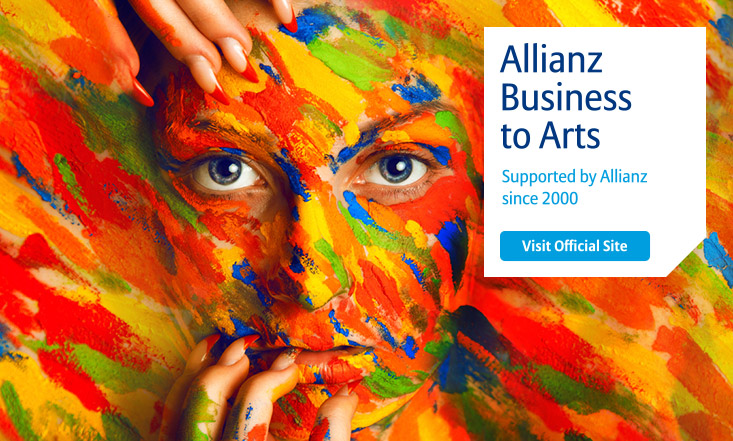 Allianz
Business
to Arts
Supported by Allianz
since 2000
Visit Official Site